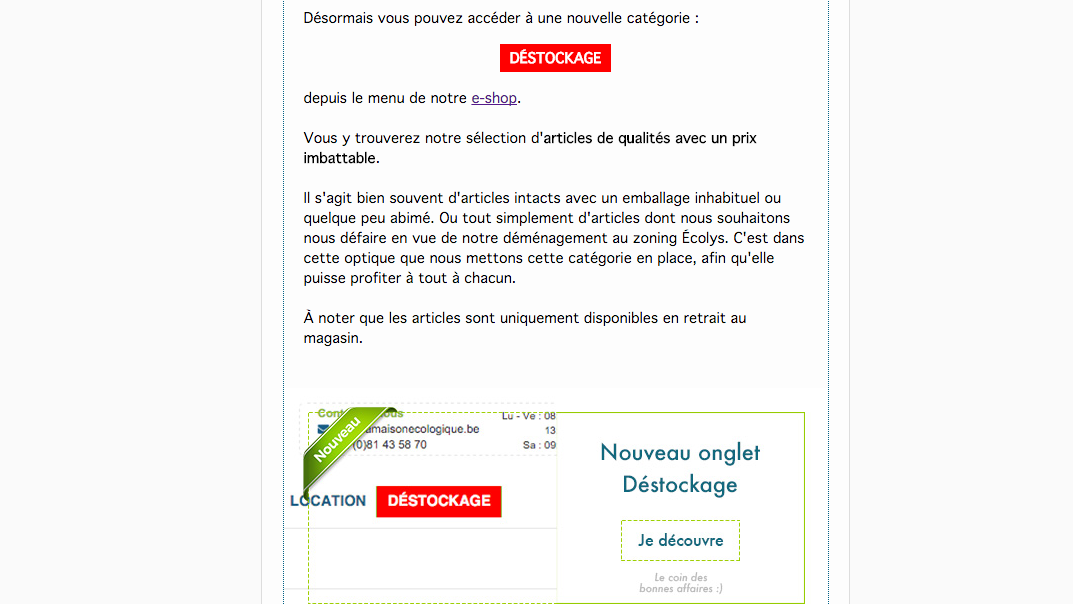 Désormais vous pouvez accéder à une nouvelle catégorie :
DÉSTOCKAGE
depuis le menu de notre e-shop.
Vous y trouverez notre sélection d'articles de qualités avec un prix
imbattable.
Il s'agit bien souvent d'articles intacts avec un emballage inhabituel ou
quelque peu abimé. Ou tout simplement d'articles dont nous souhaitons
nous défaire en vue de notre déménagement au zoning Écolys. C'est dans
cette optique que nous mettons cette catégorie en place, afin qu'elle
puisse profiter à tout à chacun.
À noter que les articles sont uniquement disponibles en retrait au
magasin.
Lu - Ve : 08
amaisonecologique.be
13
(0)81 43 58 70
Sa : 09
Nouveau
LOCATION
DÉSTOCKAGE
Nouveau onglet
Déstockage
Je découvre
Le coin des
bonnes affaires :)